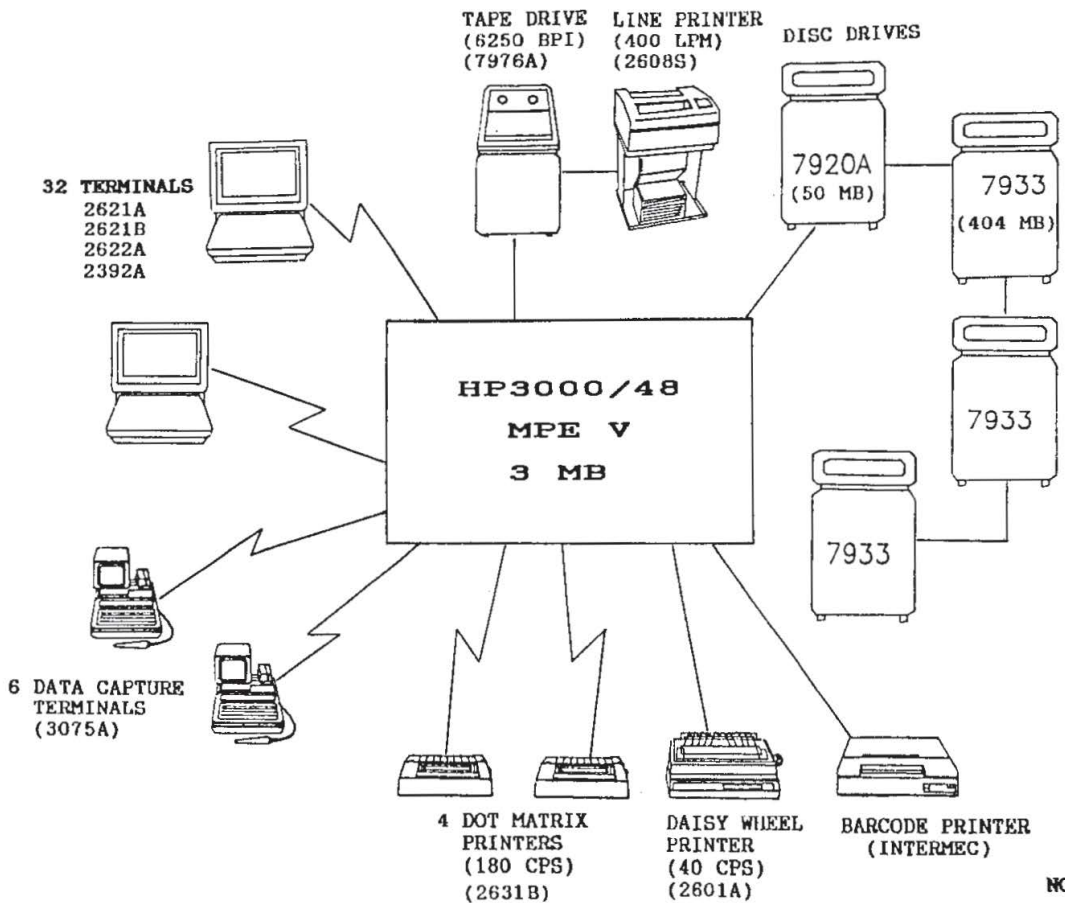 TAPE DRIVE
(6250 BPI)
(7976A)
LINE PRINTER
(400 LPM)
(2608S)
DISC DRIVES
7920A
(50 MB)
7933
(404 MB)
7933
7933
32 TERMINALS
2621A
2621B
2622A
2392A
HP3000/48
MPE V
3 MB
6 DATA CAPTURE
TERMINALS
(3075A)
4 DOT MATRIX
PRINTERS
(180 CPS)
(2631B)
DAISY WHEEL
PRINTER
(40 CPS)
(2601A)
BARCODE PRINTER
(INTERMEC)